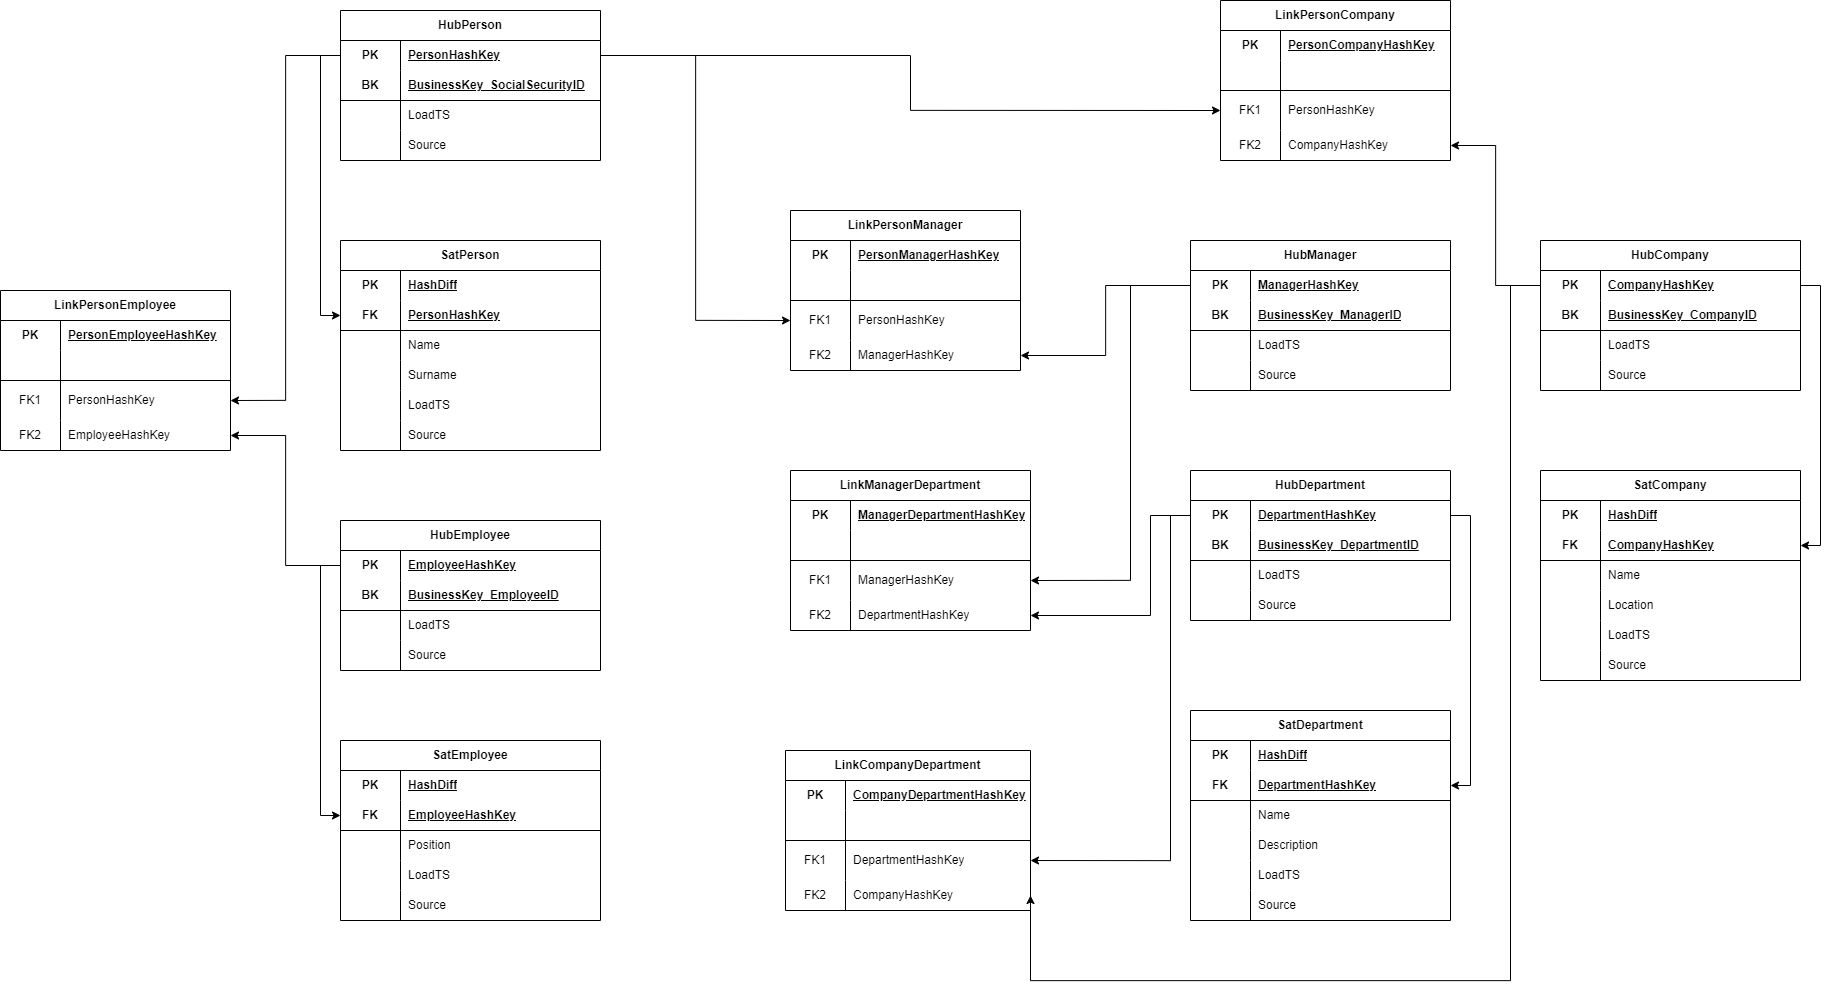 HubPerson
PK PersonHashKey
BK BusinessKey_SocialSecurityID
LoadTS
Source
LinkPersonCompany
PK PersonCompanyHashKey
FK1 PersonHashKey
FK2 CompanyHashKey
LinkPersonEmployee
PK PersonEmployeeHashKey
FK1 PersonHashKey
FK2 EmployeeHashKey
SatPerson
PK HashDiff
FK PersonHashKey
Name
Surname
LoadTS
Source
LinkPersonManager
PK PersonManagerHashKey
FK1 PersonHashKey
FK2 ManagerHashKey
HubManager
PK ManagerHashKey
BK BusinessKey_ManagerID
LoadTS
Source
HubCompany
PK CompanyHashKey
BK BusinessKey_CompanyID
LoadTS
Source
HubEmployee
PK EmployeeHashKey
BK BusinessKey_EmployeeID
LoadTS
Source
LinkManagerDepartment
PK ManagerDepartmentHashKey
FK1 ManagerHashKey
FK2 DepartmentHashKey
HubDepartment
PK DepartmentHashKey
BK BusinessKey_DepartmentID
LoadTS
Source
SatCompany
PK HashDiff
FK CompanyHashKey
Name
Location
LoadTS
Source
SatEmployee
PK HashDiff
FK EmployeeHashKey
Position
LoadTS
Source
LinkCompanyDepartment
PK CompanyDepartmentHashKey
FK1 DepartmentHashKey
FK2 CompanyHashKey
SatDepartment
PK HashDiff
FK DepartmentHashKey
Name
Description
LoadTS
Source